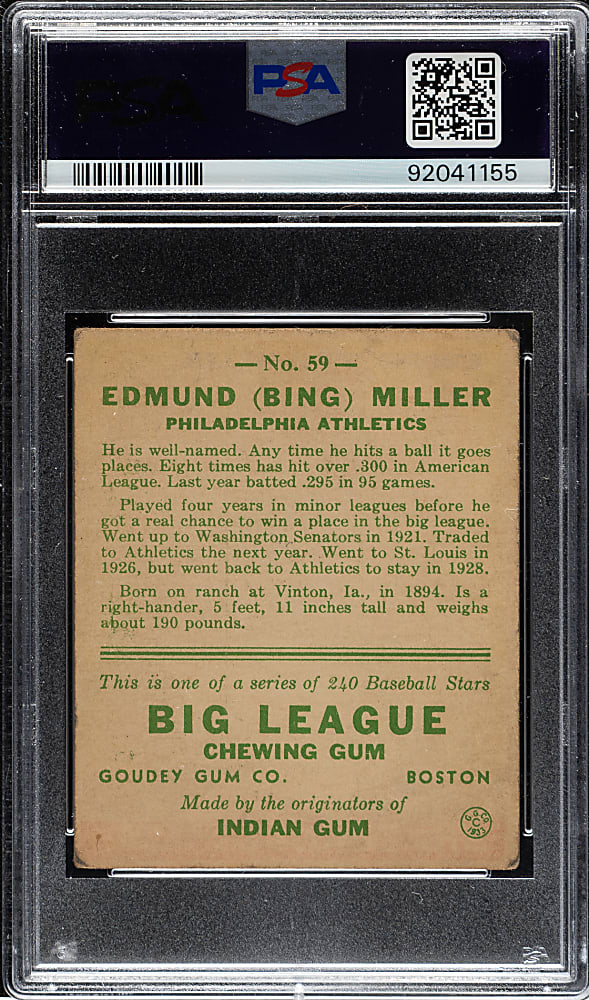 PSA
PSA
92041155
— No. 59 —
EDMUND (BING) MILLER
PHILADELPHIA ATHLETICS
He is well-named. Any time he hits a ball it goes
places. Eight times has hit over .300 in American
League. Last year batted .295 in 95 games.
Played four years in minor leagues before he
got a real chance to win a place in the big league.
Went up to Washington Senators in 1921. Traded
to Athletics the next year. Went to St. Louis in
1926, but went back to Athletics to stay in 1928.
Born on ranch at Vinton, Ia., in 1894. Is a
right-hander, 5 feet, 11 inches tall and weighs
about 190 pounds.
This is one of a series of 240 Baseball Stars
BIG LEAGUE
CHEWING GUM
GOUDEY GUM CO. BOSTON
Made by the originators of
INDIAN GUM
G. G. Co.
C
1933